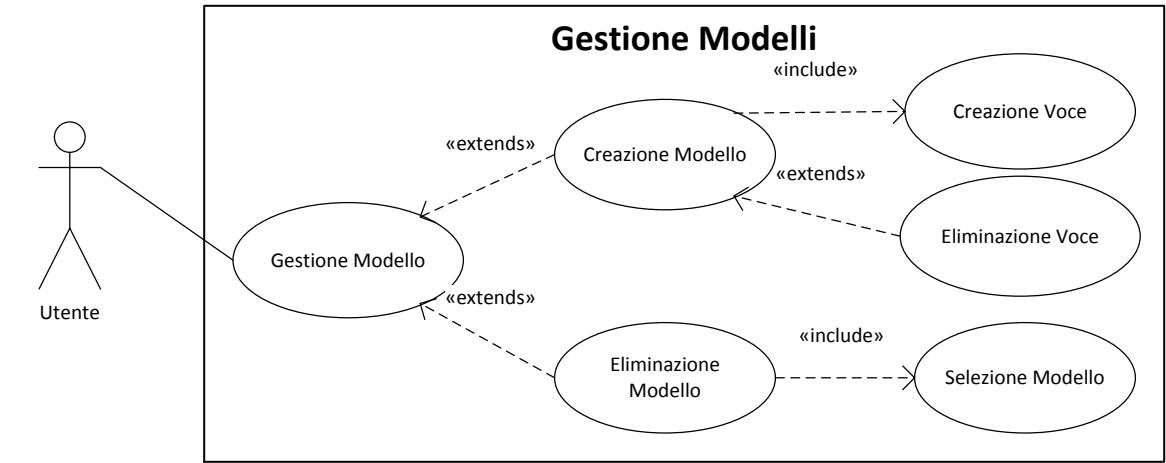 Gestione Modelli
«include»
Creazione Voce
«extends»
Creazione Modello
«extends»
Eliminazione Voce
Gestione Modello
«extends»
Utente
«include»
Eliminazione
Modello
Selezione Modello